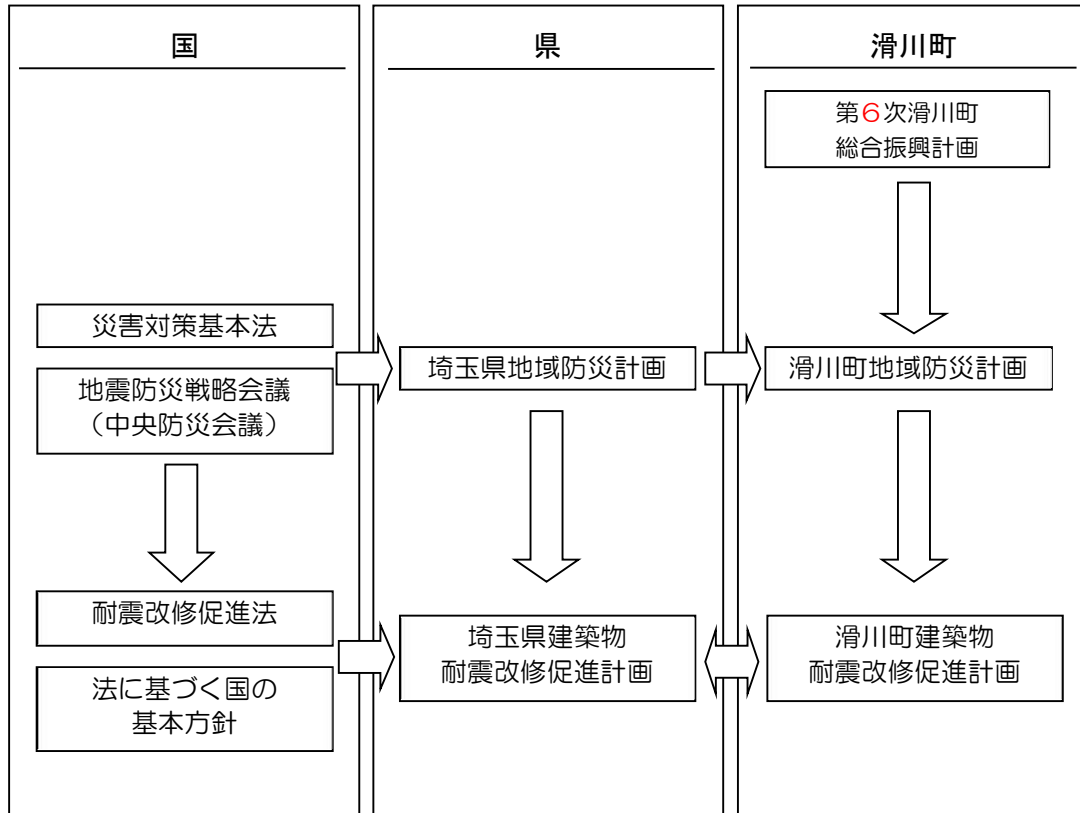 国
災害対策基本法
地震防災戦略会議
（中央防災会議）
耐震改修促進法
法に基づく国の
基本方針
県
埼玉県地域防災計画
埼玉県建築物
耐震改修促進計画
滑川町
第６次滑川町
総合振興計画
滑川町地域防災計画
滑川町建築物
耐震改修促進計画